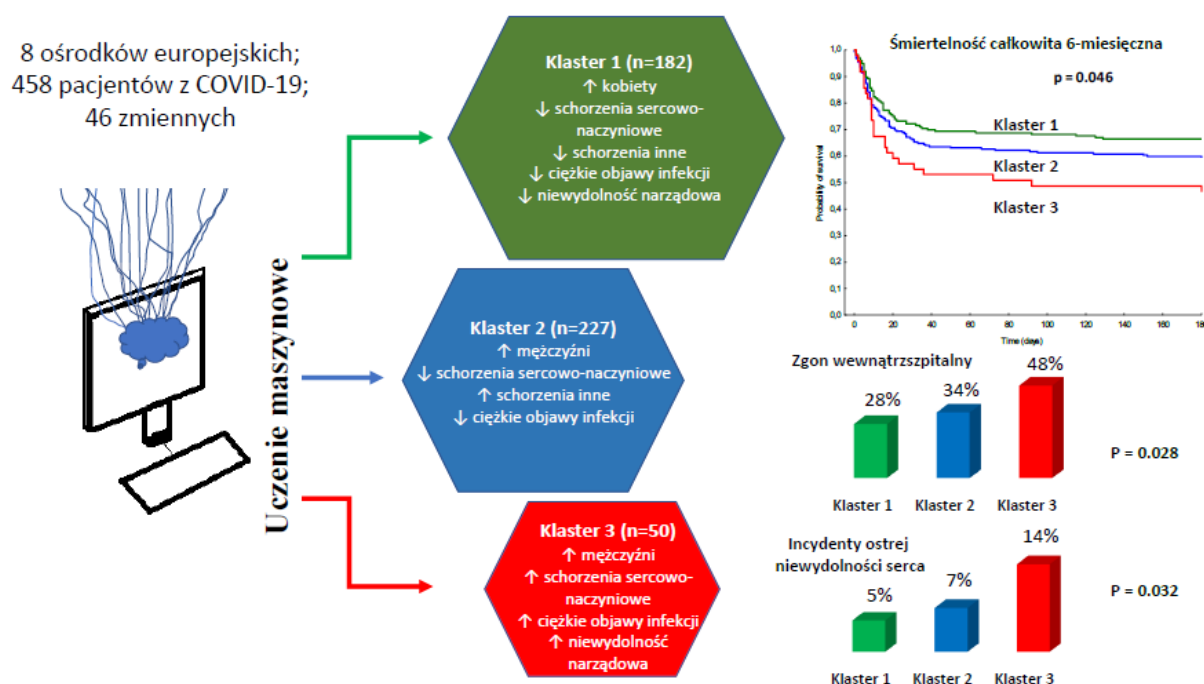 8 ośrodków europejskich;
458 pacjentów z COVID-19;
46 zmiennych
Uczenie maszynowe
Klaster 1 (n=182)
↑ kobiety
↓ schorzenia sercowo-
naczyniowe
↓ schorzenia inne
↓ ciężkie objawy infekcji
↓ niewydolność narządowa
Klaster 2 (n=227)
↑ mężczyźni
↓ schorzenia sercowo-naczyniowe
↑ schorzenia inne
↓ ciężkie objawy infekcji
Klaster 3 (n=50)
↑ mężczyźni
↑ schorzenia sercowo-
naczyniowe
↑ ciężkie objawy infekcji
↑ niewydolność
narządowa
Śmiertelność całkowita 6-miesięczna
p = 0.046
Klaster 1
Klaster 2
Klaster 3
Probability of survival
1,0
0,9
0,8
0,7
0,6
0,5
0,4
0,3
0,2
0,1
0,0
0 20 40 60 80 100 120 140 160 180
Time (days)
Zgon wewnątrzszpitalny
28% 34% 48%
P = 0.028
Klaster 1 Klaster 2 Klaster 3
Incydenty ostrej
niewydolności serca
5% 7% 14%
P = 0.032
Klaster 1 Klaster 2 Klaster 3